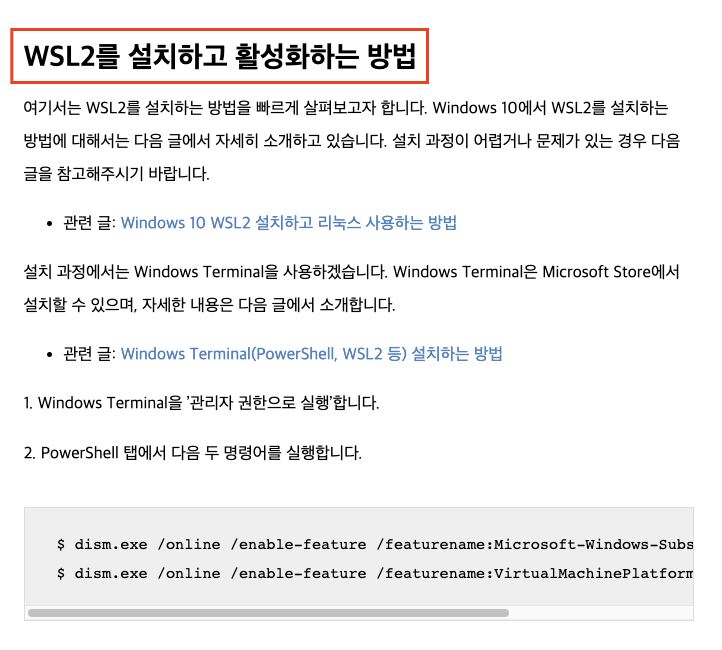 WSL2를 설치하고 활성화하는 방법
여기서는 WSL2를 설치하는 방법을 빠르게 살펴보고자 합니다. Windows 10에서 WSL2를 설치하는
방법에 대해서는 다음 글에서 자세히 소개하고 있습니다. 설치 과정이 어렵거나 문제가 있는 경우 다음
글을 참고해주시기 바랍니다.
• 관련 글: Windows 10 WSL2 설치하고 리눅스 사용하는 방법
설치 과정에서는 Windows Terminal을 사용하겠습니다. Windows Terminal은 Microsoft Store에서
설치할 수 있으며, 자세한 내용은 다음 글에서 소개합니다.
• 관련 글: Windows Terminal(PowerShell, WSL2 등) 설치하는 방법
1. Windows Terminal을 '관리자 권한으로 실행'합니다.
2. PowerShell 탭에서 다음 두 명령어를 실행합니다.
$ dism.exe /online /enable-feature /featurename:Microsoft-Windows-Subs
$ dism.exe /online /enable-feature /featurename:VirtualMachinePlatform